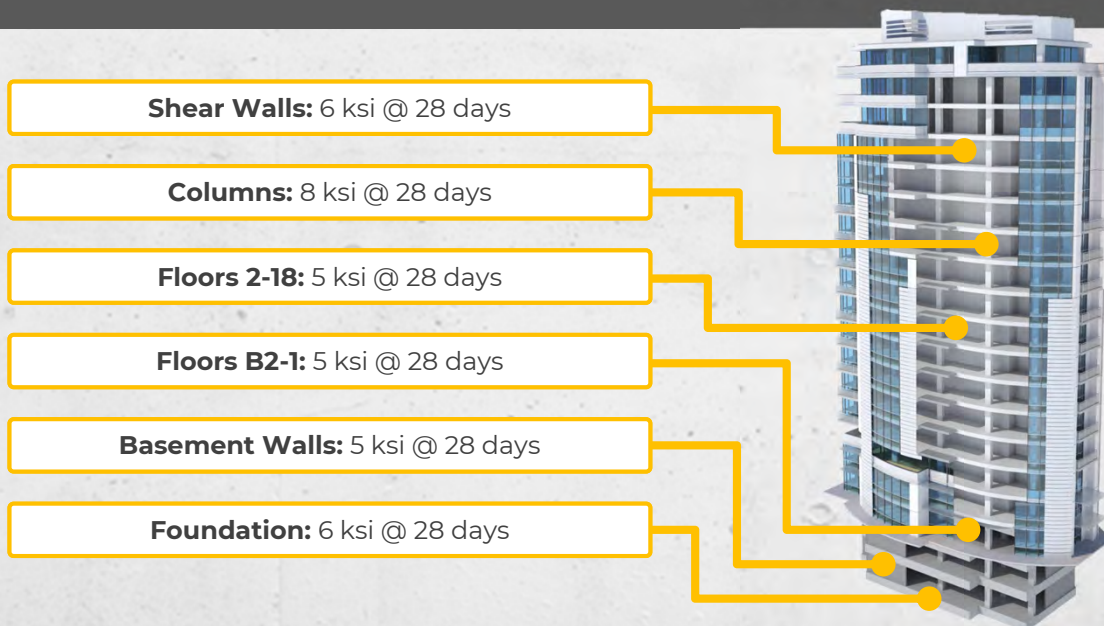 Shear Walls: 6 ksi @ 28 days
Columns: 8 ksi @ 28 days
Floors 2-18: 5 ksi @ 28 days
Floors B2-1: 5 ksi @ 28 days
Basement Walls: 5 ksi @ 28 days
Foundation: 6 ksi @ 28 days